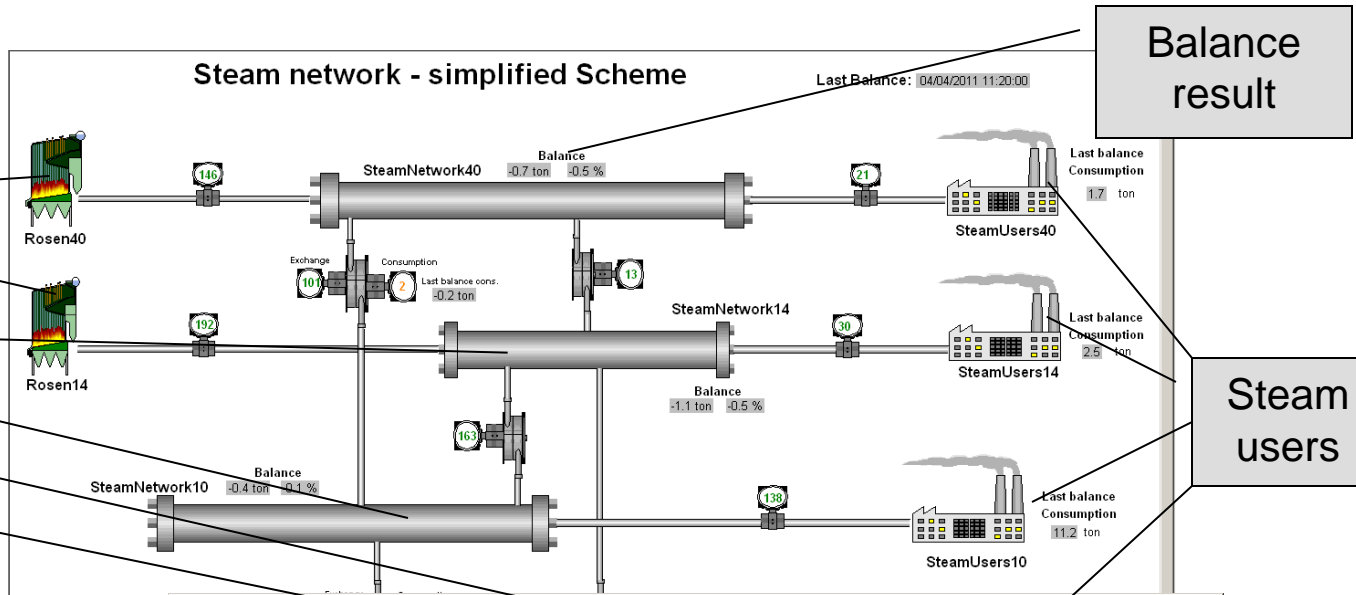 Balance
result
Steam network - simplified Scheme
Last Balance: 04/04/2011 11:20:00
Balance
SteamNetwork40 -0.7 ton -0.5 %
146
21
Last balance
Consumption
1.7 ton
Rosen40
SteamUsers40
Exchange
Consumption
101
2
Last balance cons.
-0.2 ton
13
SteamNetwork14
192
30
Last balance
Consumption
2.5 ton
Rosen14
SteamUsers14
Balance
-1.1 ton -0.5 %
Steam
users
163
Balance
SteamNetwork10 -0.4 ton -0.1 %
138
Last balance
Consumption
11.2 ton
SteamUsers10